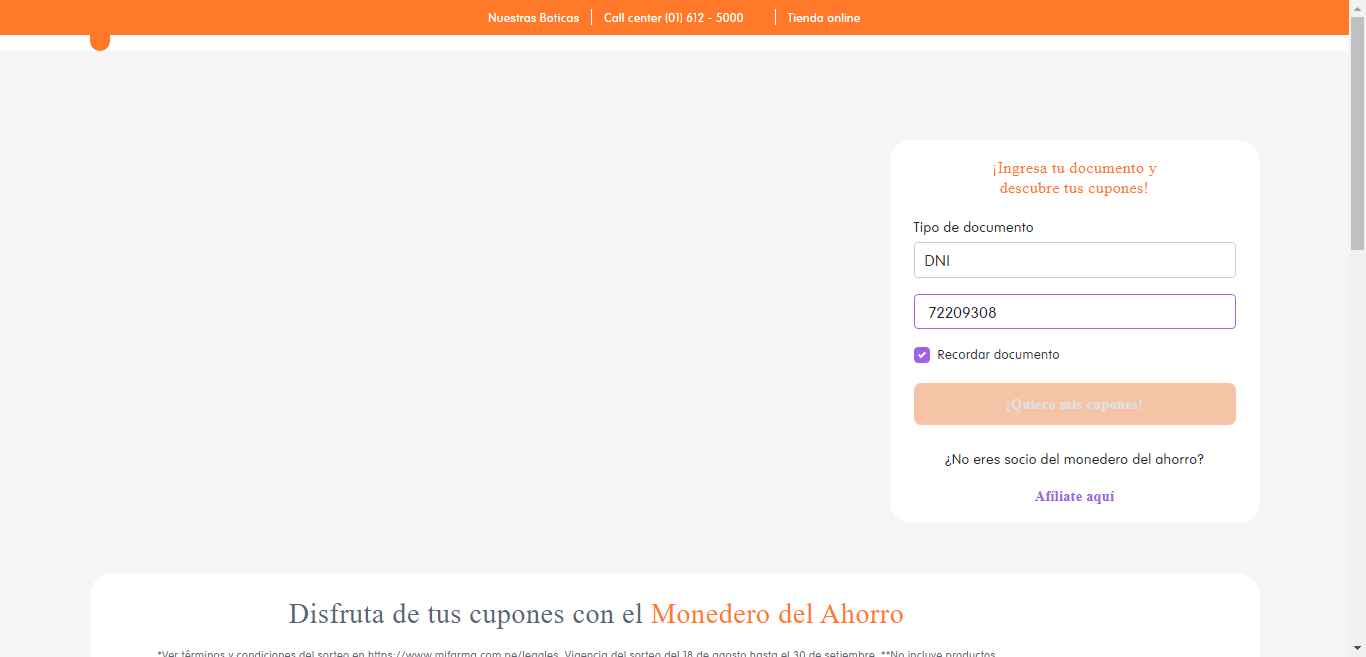 Nuestras Boticas
Call center (01) 612 - 5000
Tienda online
¡Ingresa tu documento y
descubre tus cupones!
Tipo de documento
DNI
72209308
Recordar documento
¡Quiero mis cupones!
¿No eres socio del monedero del ahorro?
Afíliate aquí
Disfruta de tus cupones con el Monedero del Ahorro
*Ver términos y condiciones del sorteo en https://www.mifarma.com.pe/legales. Vigencia del sorteo del 18 de agosto hasta el 30 de setiembre. **No incluye productos